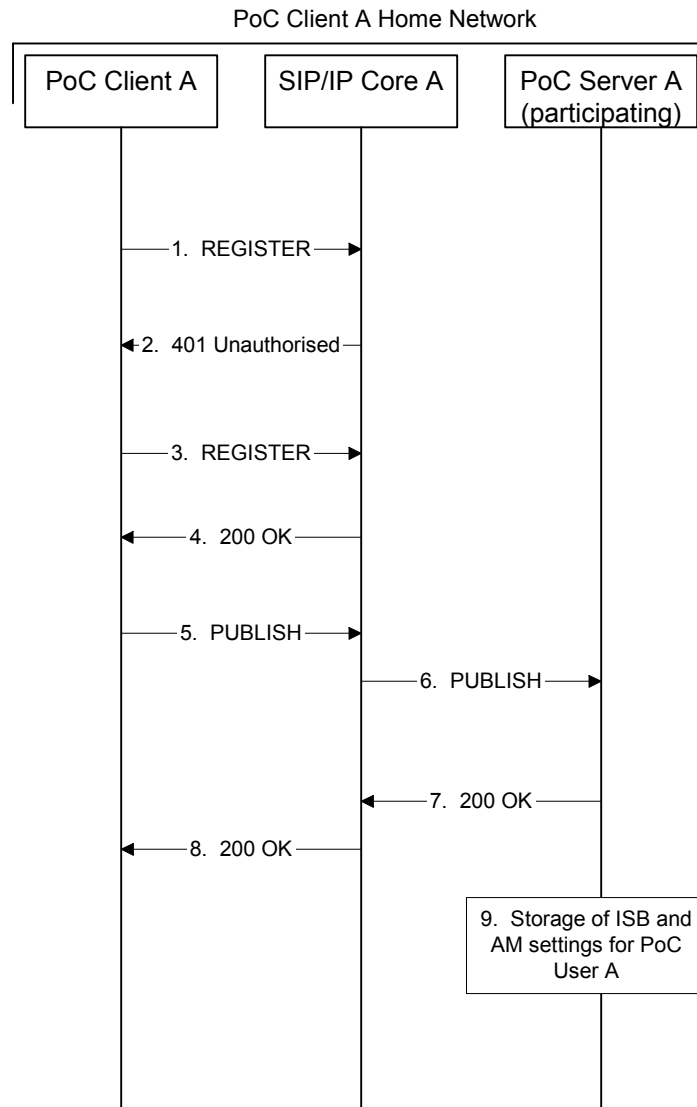 PoC Client A Home Network
PoC Client A
SIP/IP Core A
PoC Server A
(participating)
1. REGISTER
2. 401 Unauthorised
3. REGISTER
4. 200 OK
5. PUBLISH
6. PUBLISH
7. 200 OK
8. 200 OK
9. Storage of ISB and
AM settings for PoC
User A